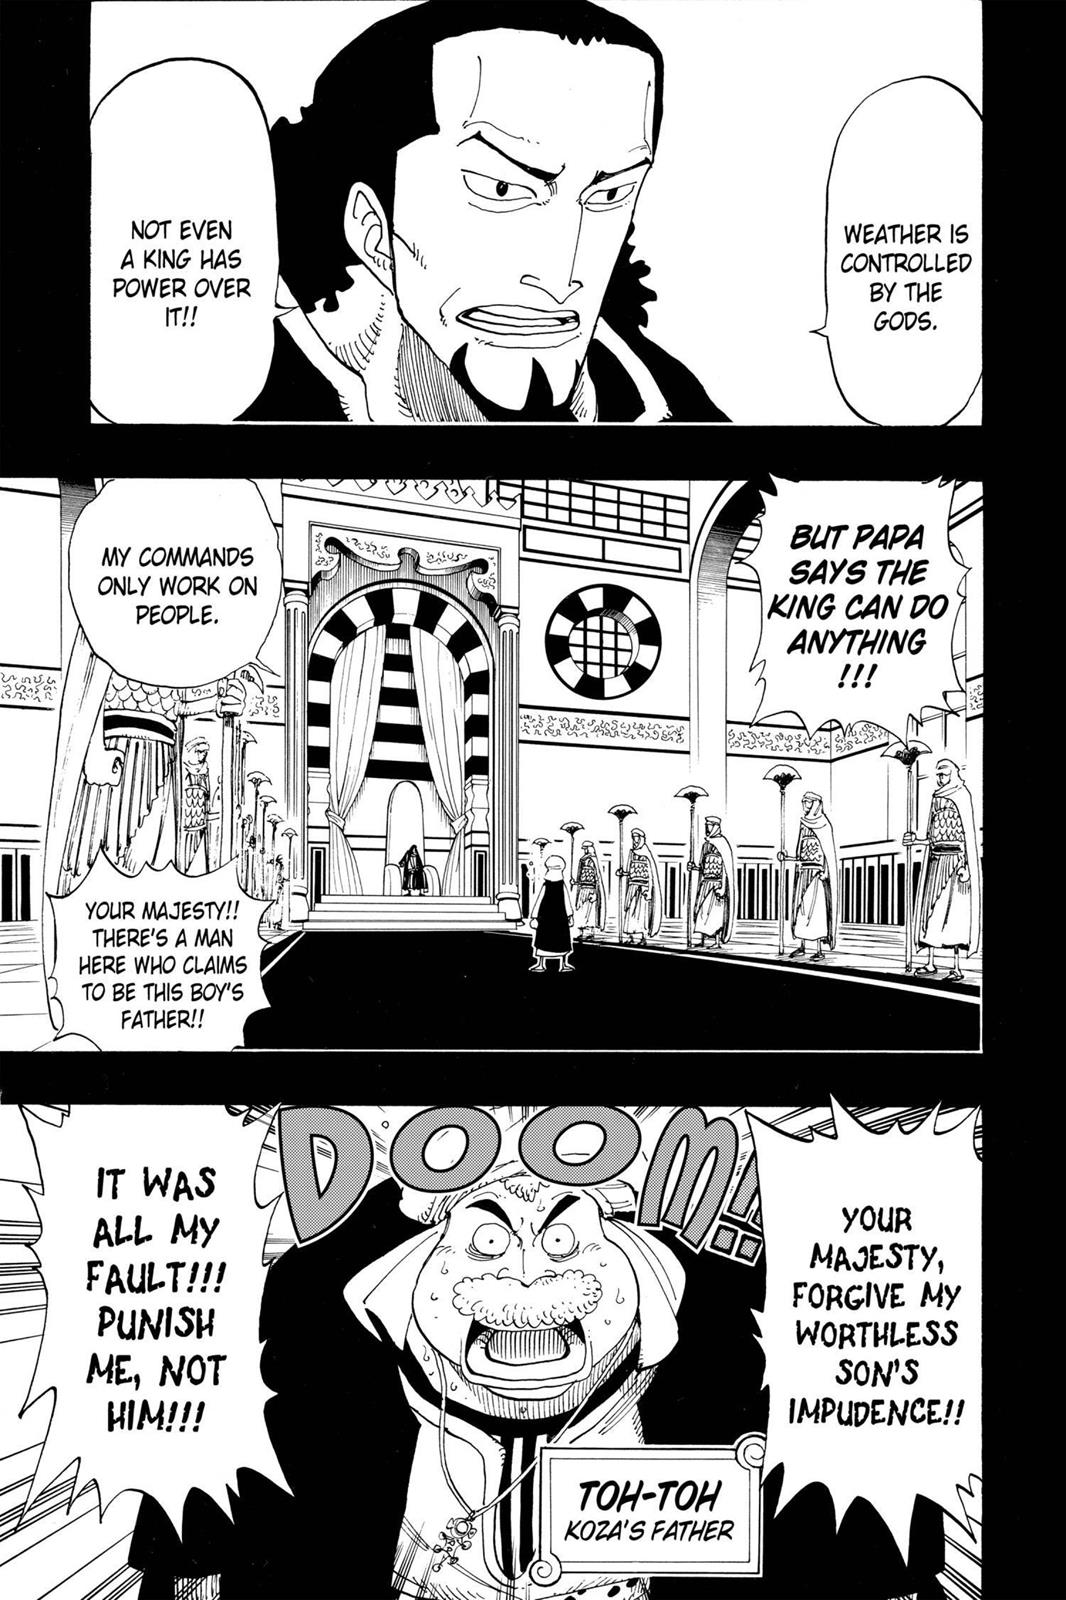 WEATHER IS
CONTROLLED
BY THE
GODS.
NOT EVEN
A KING HAS
POWER OVER
IT!!
BUT PAPA
SAYS THE
KING CAN DO
ANYTHING
!!!
MY COMMANDS
ONLY WORK ON
PEOPLE.
YOUR MAJESTY!!
THERE'S A MAN
HERE WHO CLAIMS
TO BE THIS BOY'S
FATHER!!
DOOM!!
YOUR
MAJESTY,
FORGIVE MY
WORTHLESS
SON'S
IMPUDENCE!!
IT WAS
ALL MY
FAULT!!!
PUNISH
ME, NOT
HIM!!!
TOH-TOH
KOZA'S FATHER